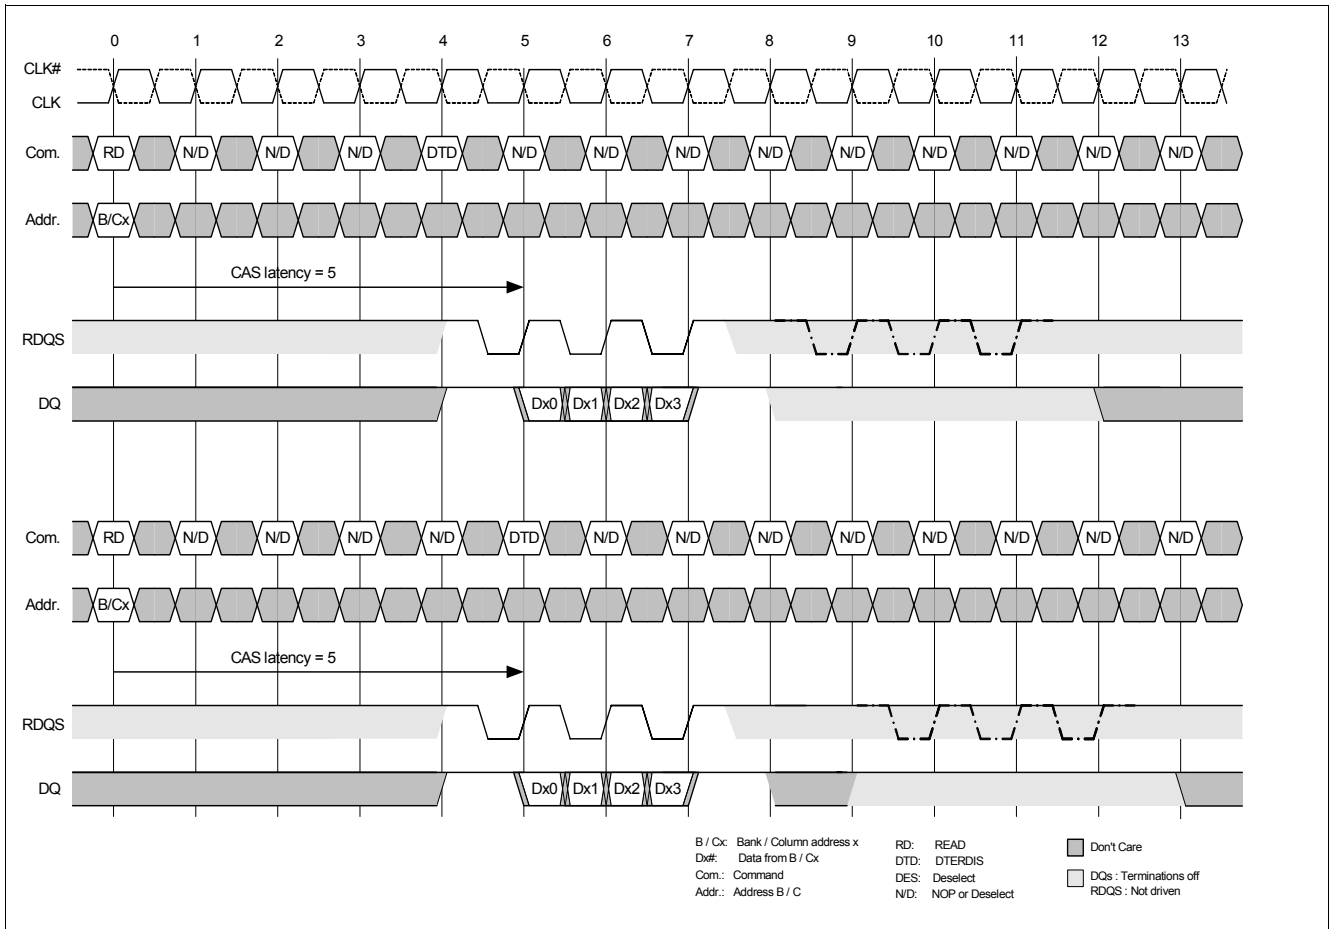 0 1 2 3 4 5 6 7 8 9 10 11 12 13
CLK#
CLK
Com. RD N/D N/D N/D DTD N/D N/D N/D N/D N/D N/D N/D N/D N/D
Addr. B/Cx
CAS latency = 5
RDQS
DQ Dx0 Dx1 Dx2 Dx3
Com. RD N/D N/D N/D N/D DTD N/D N/D N/D N/D N/D N/D N/D N/D
Addr. B/Cx
CAS latency = 5
RDQS
DQ Dx0 Dx1 Dx2 Dx3
B / Cx: Bank / Column address x
Dx#: Data from B / Cx
Com.: Command
Addr.: Address B / C
RD: READ
DTD: DTERDIS
DES: Deselect
N/D: NOP or Deselect
Don't Care
DQs : Terminations off
RDQS : Not driven